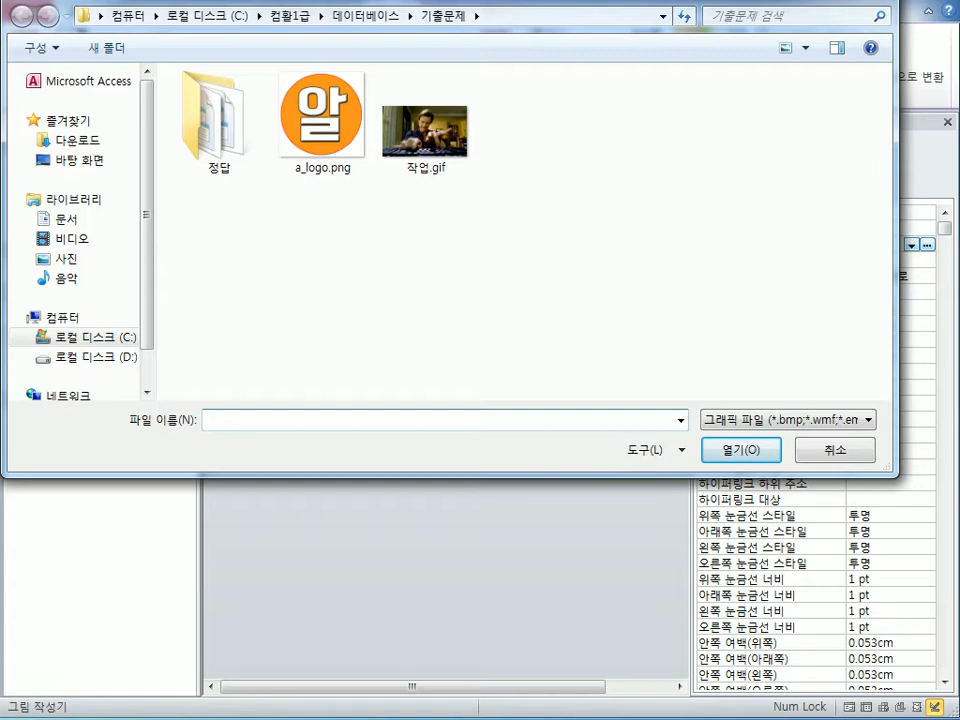 컴퓨터 ▸ 로컬 디스크 (C:) ▸ 컴활1급 ▸ 데이터베이스 ▸ 기출문제 ▸
기출문제 검색
구성
새 폴더
으로 변환
Microsoft Access
즐겨찾기
다운로드
바탕 화면
라이브러리
문서
비디오
사진
음악
컴퓨터
로컬 디스크 (C:)
로컬 디스크 (D:)
네트워크
알
정답
a_logo.png
작업.gif
파일 이름(N):
그래픽 파일 (*.bmp;*.wmf;*.em
도구(L)
열기(O)
취소
하이퍼링크 하위 주소
하이퍼링크 대상
위쪽 눈금선 스타일 투명
아래쪽 눈금선 스타일 투명
왼쪽 눈금선 스타일 투명
오른쪽 눈금선 스타일 투명
위쪽 눈금선 너비 1 pt
아래쪽 눈금선 너비 1 pt
왼쪽 눈금선 너비 1 pt
오른쪽 눈금선 너비 1 pt
안쪽 여백(위쪽) 0.053cm
안쪽 여백(아래쪽) 0.053cm
안쪽 여백(왼쪽) 0.053cm
안쪽 여백(오른쪽) 0.053cm
그림 작성기
Num Lock